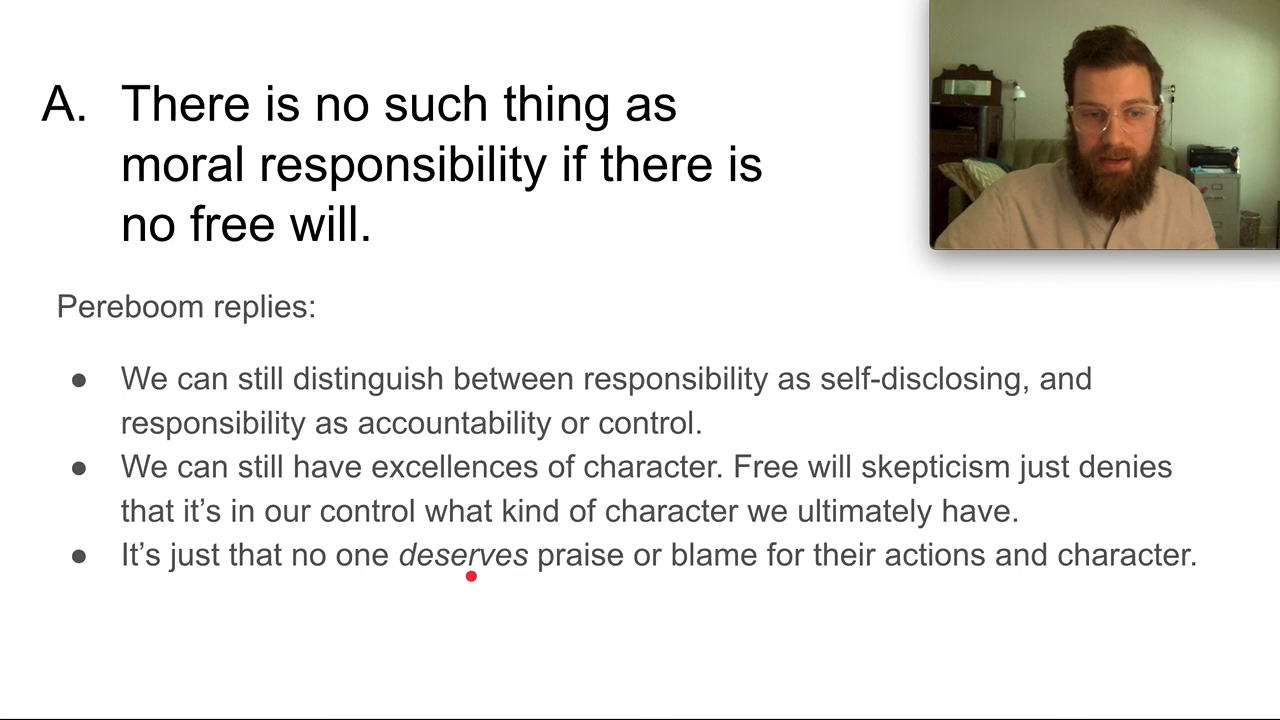 A. There is no such thing as
moral responsibility if there is
no free will.
Pereboom replies:
● We can still distinguish between responsibility as self-disclosing, and
responsibility as accountability or control.
● We can still have excellences of character. Free will skepticism just denies
that it’s in our control what kind of character we ultimately have.
● It’s just that no one deserves praise or blame for their actions and character.